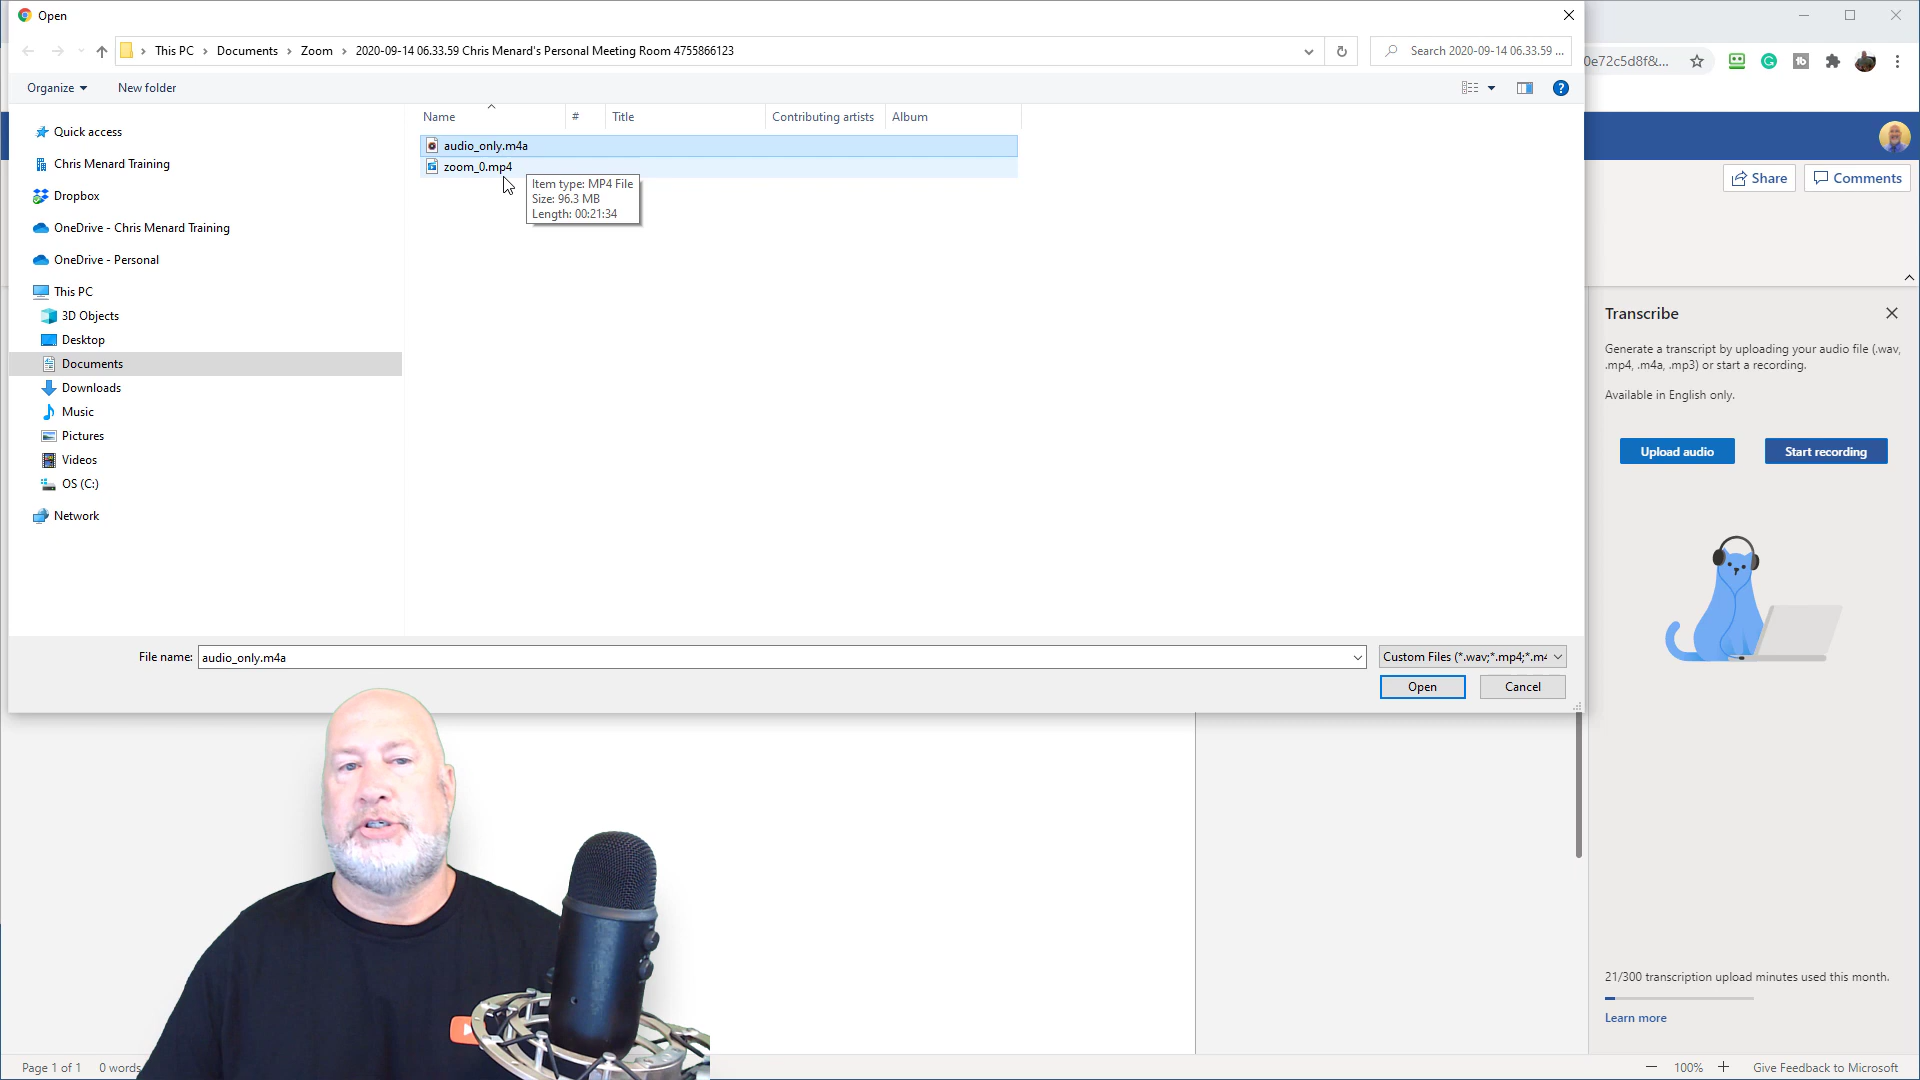 Open
This PC > Documents > Zoom > 2020-09-14 06.33.59 Chris Menard's Personal Meeting Room 4755866123
Search 2020-09-14 06.33.59 ...
0e72c5d8f&...
Organize
New folder
Name
#
Title
Contributing artists
Album
audio_only.m4a
zoom_0.mp4
Item type: MP4 File
Size: 96.3 MB
Length: 00:21:34
Quick access
Chris Menard Training
Dropbox
OneDrive - Chris Menard Training
OneDrive - Personal
This PC
3D Objects
Desktop
Documents
Downloads
Music
Pictures
Videos
OS (C:)
Network
File name:
audio_only.m4a
Custom Files (*.wav;*.mp4;*.m4
Open
Cancel
Share
Comments
Transcribe
Generate a transcript by uploading your audio file (.wav,
.mp4, .m4a, .mp3) or start a recording.
Available in English only.
Upload audio
Start recording
21/300 transcription upload minutes used this month.
Learn more
Page 1 of 1
0 words
100%
Give Feedback to Microsoft